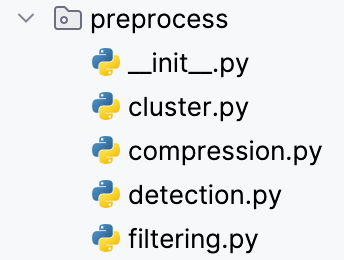 preprocess
__init__.py
cluster.py
compression.py
detection.py
filtering.py